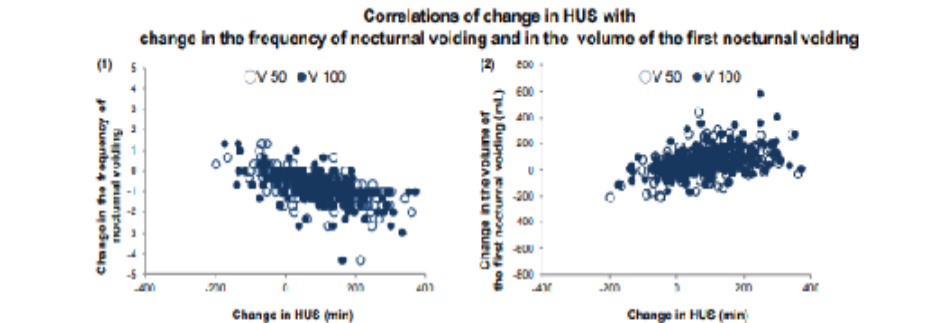 Correlations of change in HUS with
change in the frequency of nocturnal voiding and in the volume of the first nocturnal voiding
(1)
V 50 V 100
Change in the frequency of
nocturnal voiding
5
4
3
2
1
0
-1
-2
-3
-4
-5
-400 -200 0 200 400
Change in HUS (min)
(2)
V 50 V 100
Change in the volume of
the first nocturnal voiding (mL)
800
600
400
200
0
-200
-400
-600
-800
-400 -200 0 200 400
Change in HUS (min)